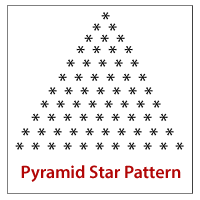 *
* *
* * *
* * * *
* * * * *
* * * * * *
* * * * * * *
* * * * * * * *
* * * * * * * * *
* * * * * * * * * *
Pyramid Star Pattern